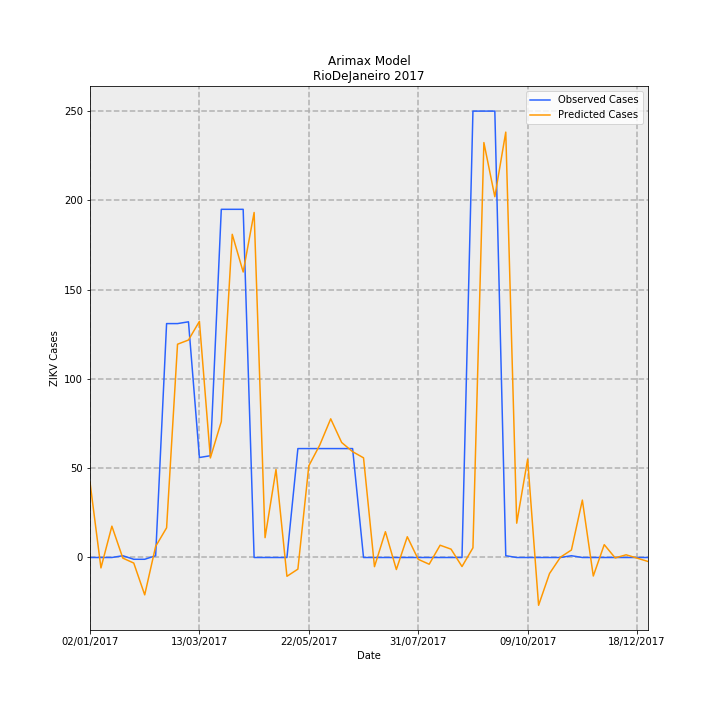 Arimax Model
RioDeJaneiro 2017
Observed Cases
Predicted Cases
250
200
150
100
50
0
ZIKV Cases
02/01/2017 13/03/2017 22/05/2017 31/07/2017 09/10/2017 18/12/2017
Date